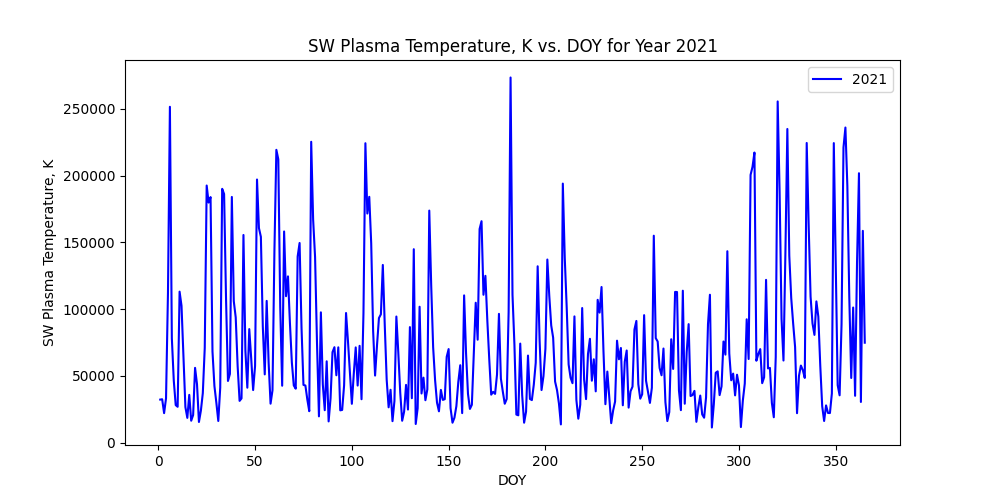 SW Plasma Temperature, K vs. DOY for Year 2021
2021
SW Plasma Temperature, K
250000
200000
150000
100000
50000
0
0 50 100 150 200 250 300 350
DOY